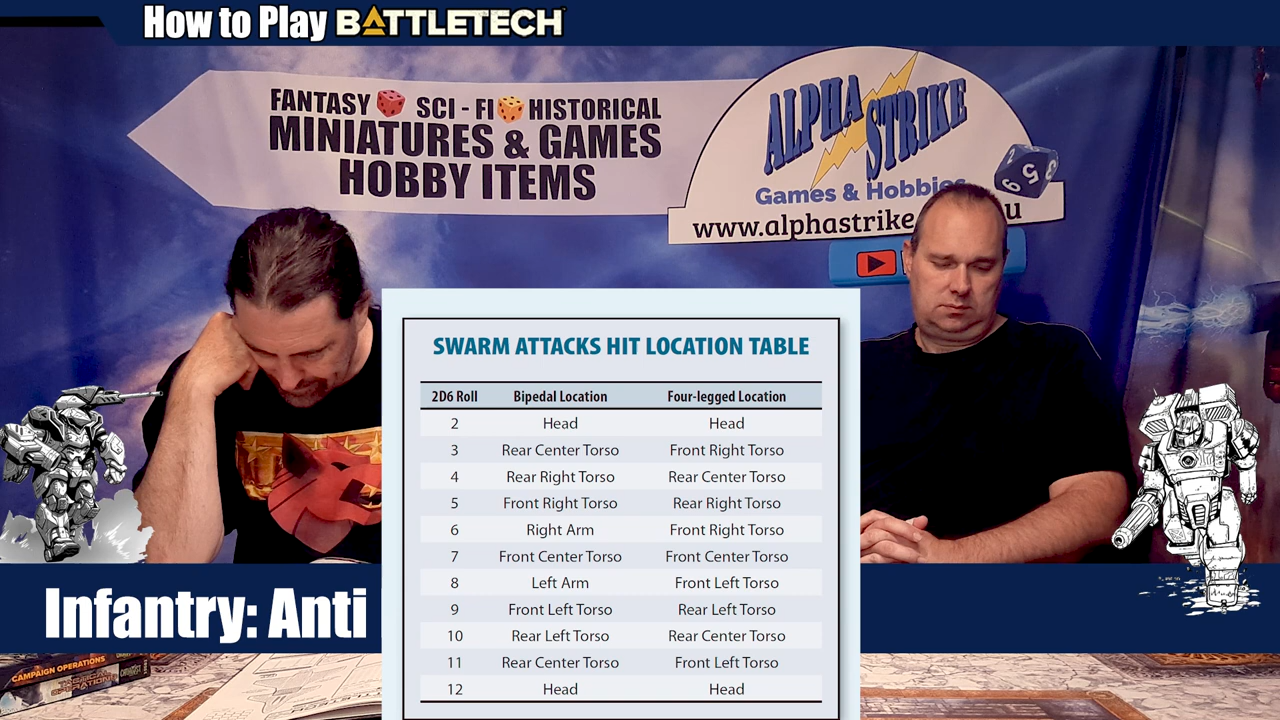 How to Play BATTLETECH
FANTASY SCI - FI HISTORICAL
MINIATURES & GAMES
HOBBY ITEMS
ALPHA STRIKE
Games & Hobbies
www.alphastrike
u
SWARM ATTACKS HIT LOCATION TABLE
2D6 Roll Bipedal Location Four-legged Location
2 Head Head
3 Rear Center Torso Front Right Torso
4 Rear Right Torso Rear Center Torso
5 Front Right Torso Rear Right Torso
6 Right Arm Front Right Torso
7 Front Center Torso Front Center Torso
8 Left Arm Front Left Torso
9 Front Left Torso Rear Left Torso
10 Rear Left Torso Rear Center Torso
11 Rear Center Torso Front Left Torso
12 Head Head
Infantry: Anti
CAMPAIGN OPERATIONS